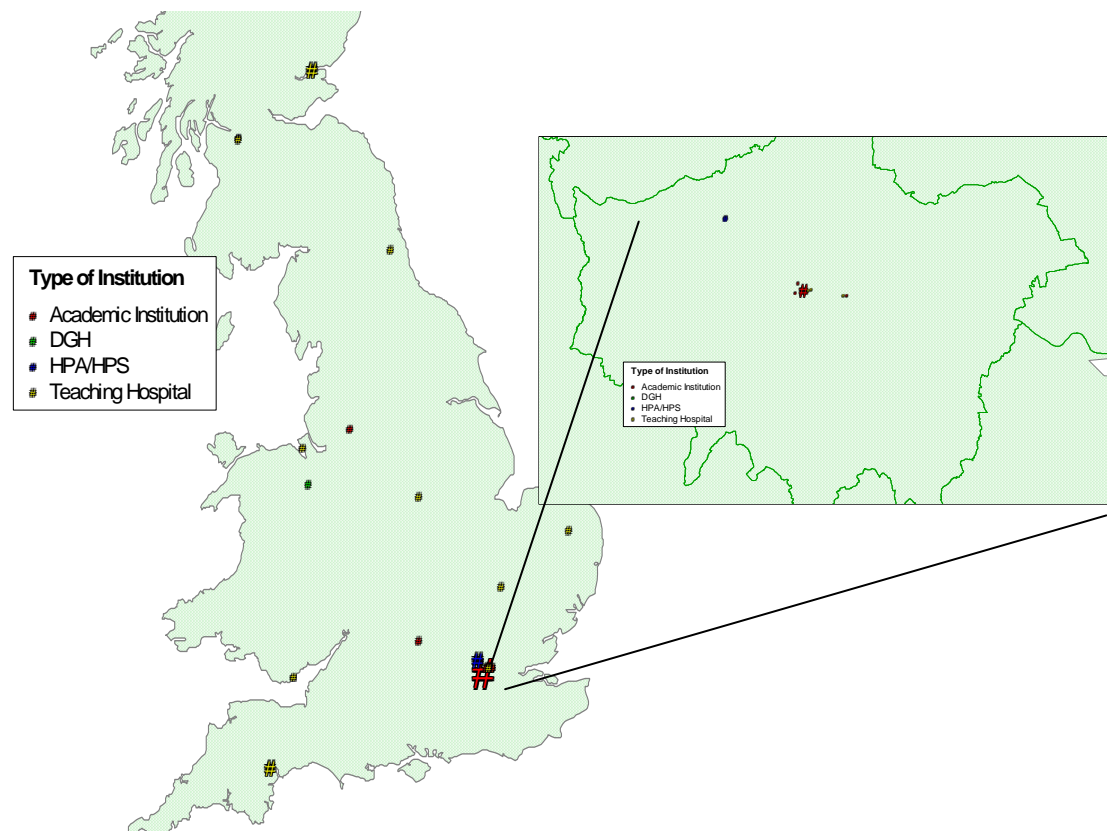 Type of Institution
Academic Institution
DGH
HPA/HPS
Teaching Hospital
Type of Institution
Academic Institution
DGH
HPA/HPS
Teaching Hospital